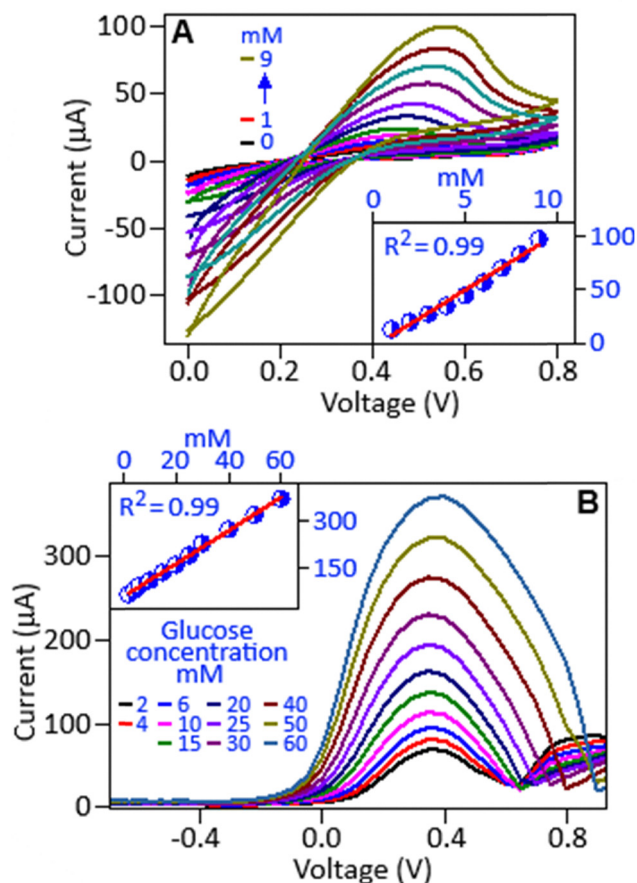 A
mM
9
1
0
100
50
0
-50
-100
Current (µA)
mM
0 5 10
R² = 0.99
100
50
0
0.0 0.2 0.4 0.6 0.8
Voltage (V)
B
mM
0 20 40 60
R² = 0.99
300
150
300
200
100
0
Current (µA)
Glucose
concentration
mM
2 6 20 40
4 10 25 50
15 30 60
-0.4 0.0 0.4 0.8
Voltage (V)